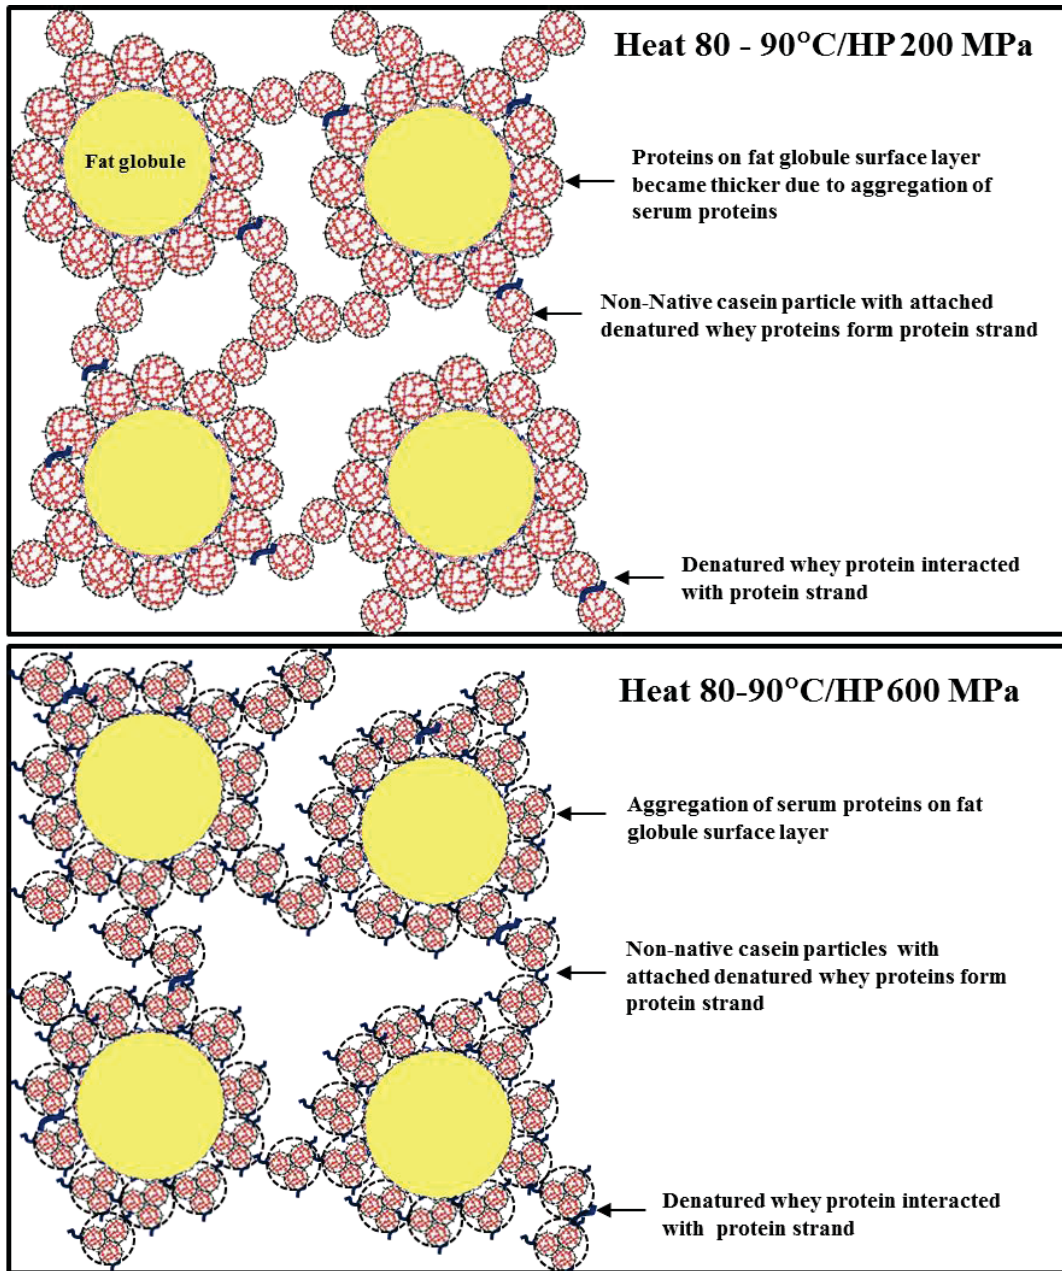 Heat 80 - 90°C/HP 200 MPa
Fat globule
Proteins on fat globule surface layer
became thicker due to aggregation of
serum proteins
Non-Native casein particle with attached
denatured whey proteins form protein strand
Denatured whey protein interacted
with protein strand
Heat 80-90°C/HP 600 MPa
Aggregation of serum proteins on fat
globule surface layer
Non-native casein particles with
attached denatured whey proteins form
protein strand
Denatured whey protein interacted
with protein strand